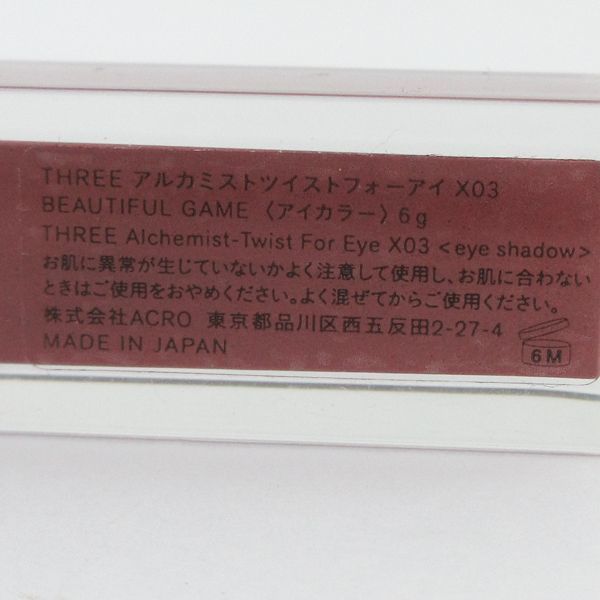 THREE アルカミストツイストフォーアイ X03
BEAUTIFUL GAME 〈アイカラー〉 6g
THREE Alchemist-Twist For Eye X03 <eye shadow>
お肌に異常が生じていないかよく注意して使用し、お肌に合わない
ときはご使用をおやめください。よく混ぜてからご使用ください。
株式会社ACRO 東京都品川区西五反田2-27-4
MADE IN JAPAN
6M